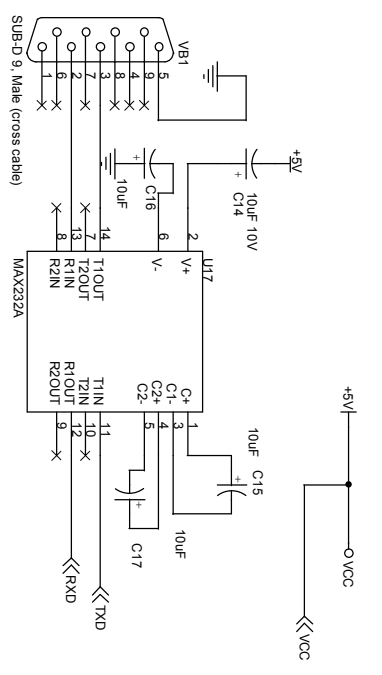 +5V
VCC
VCC
+5V
10uF 10V
C14
C16
10uF
VB1
SUB-D 9, Male (cross cable)
5
9
4
8
3
7
2
6
1
U17
MAX232A
2
V+
6
V-
14
T1OUT
7
T2OUT
13
R1IN
8
R2IN
C+
1
C1-
3
C2+
4
C2-
5
T1IN
11
T2IN
10
R1OUT
12
R2OUT
9
10uF
C15
10uF
C17
TXD
RXD
+
+
+
+